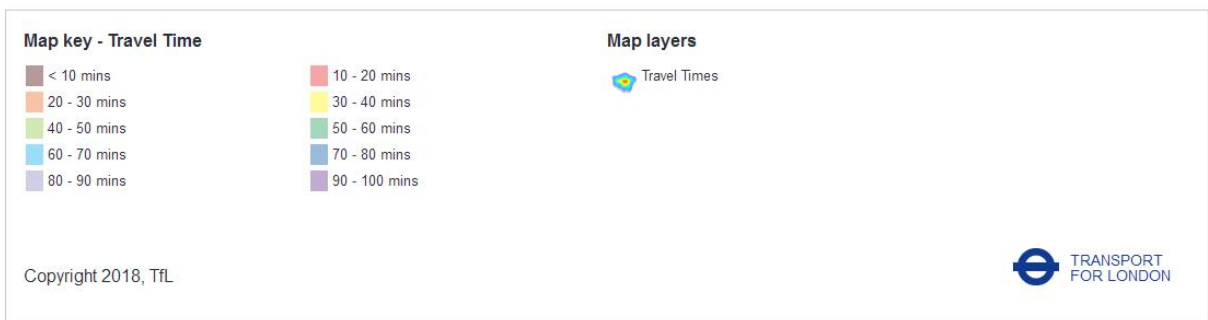 Map key - Travel Time
< 10 mins
10 - 20 mins
20 - 30 mins
30 - 40 mins
40 - 50 mins
50 - 60 mins
60 - 70 mins
70 - 80 mins
80 - 90 mins
90 - 100 mins
Map layers
Travel Times
Copyright 2018, TfL
TRANSPORT
FOR LONDON